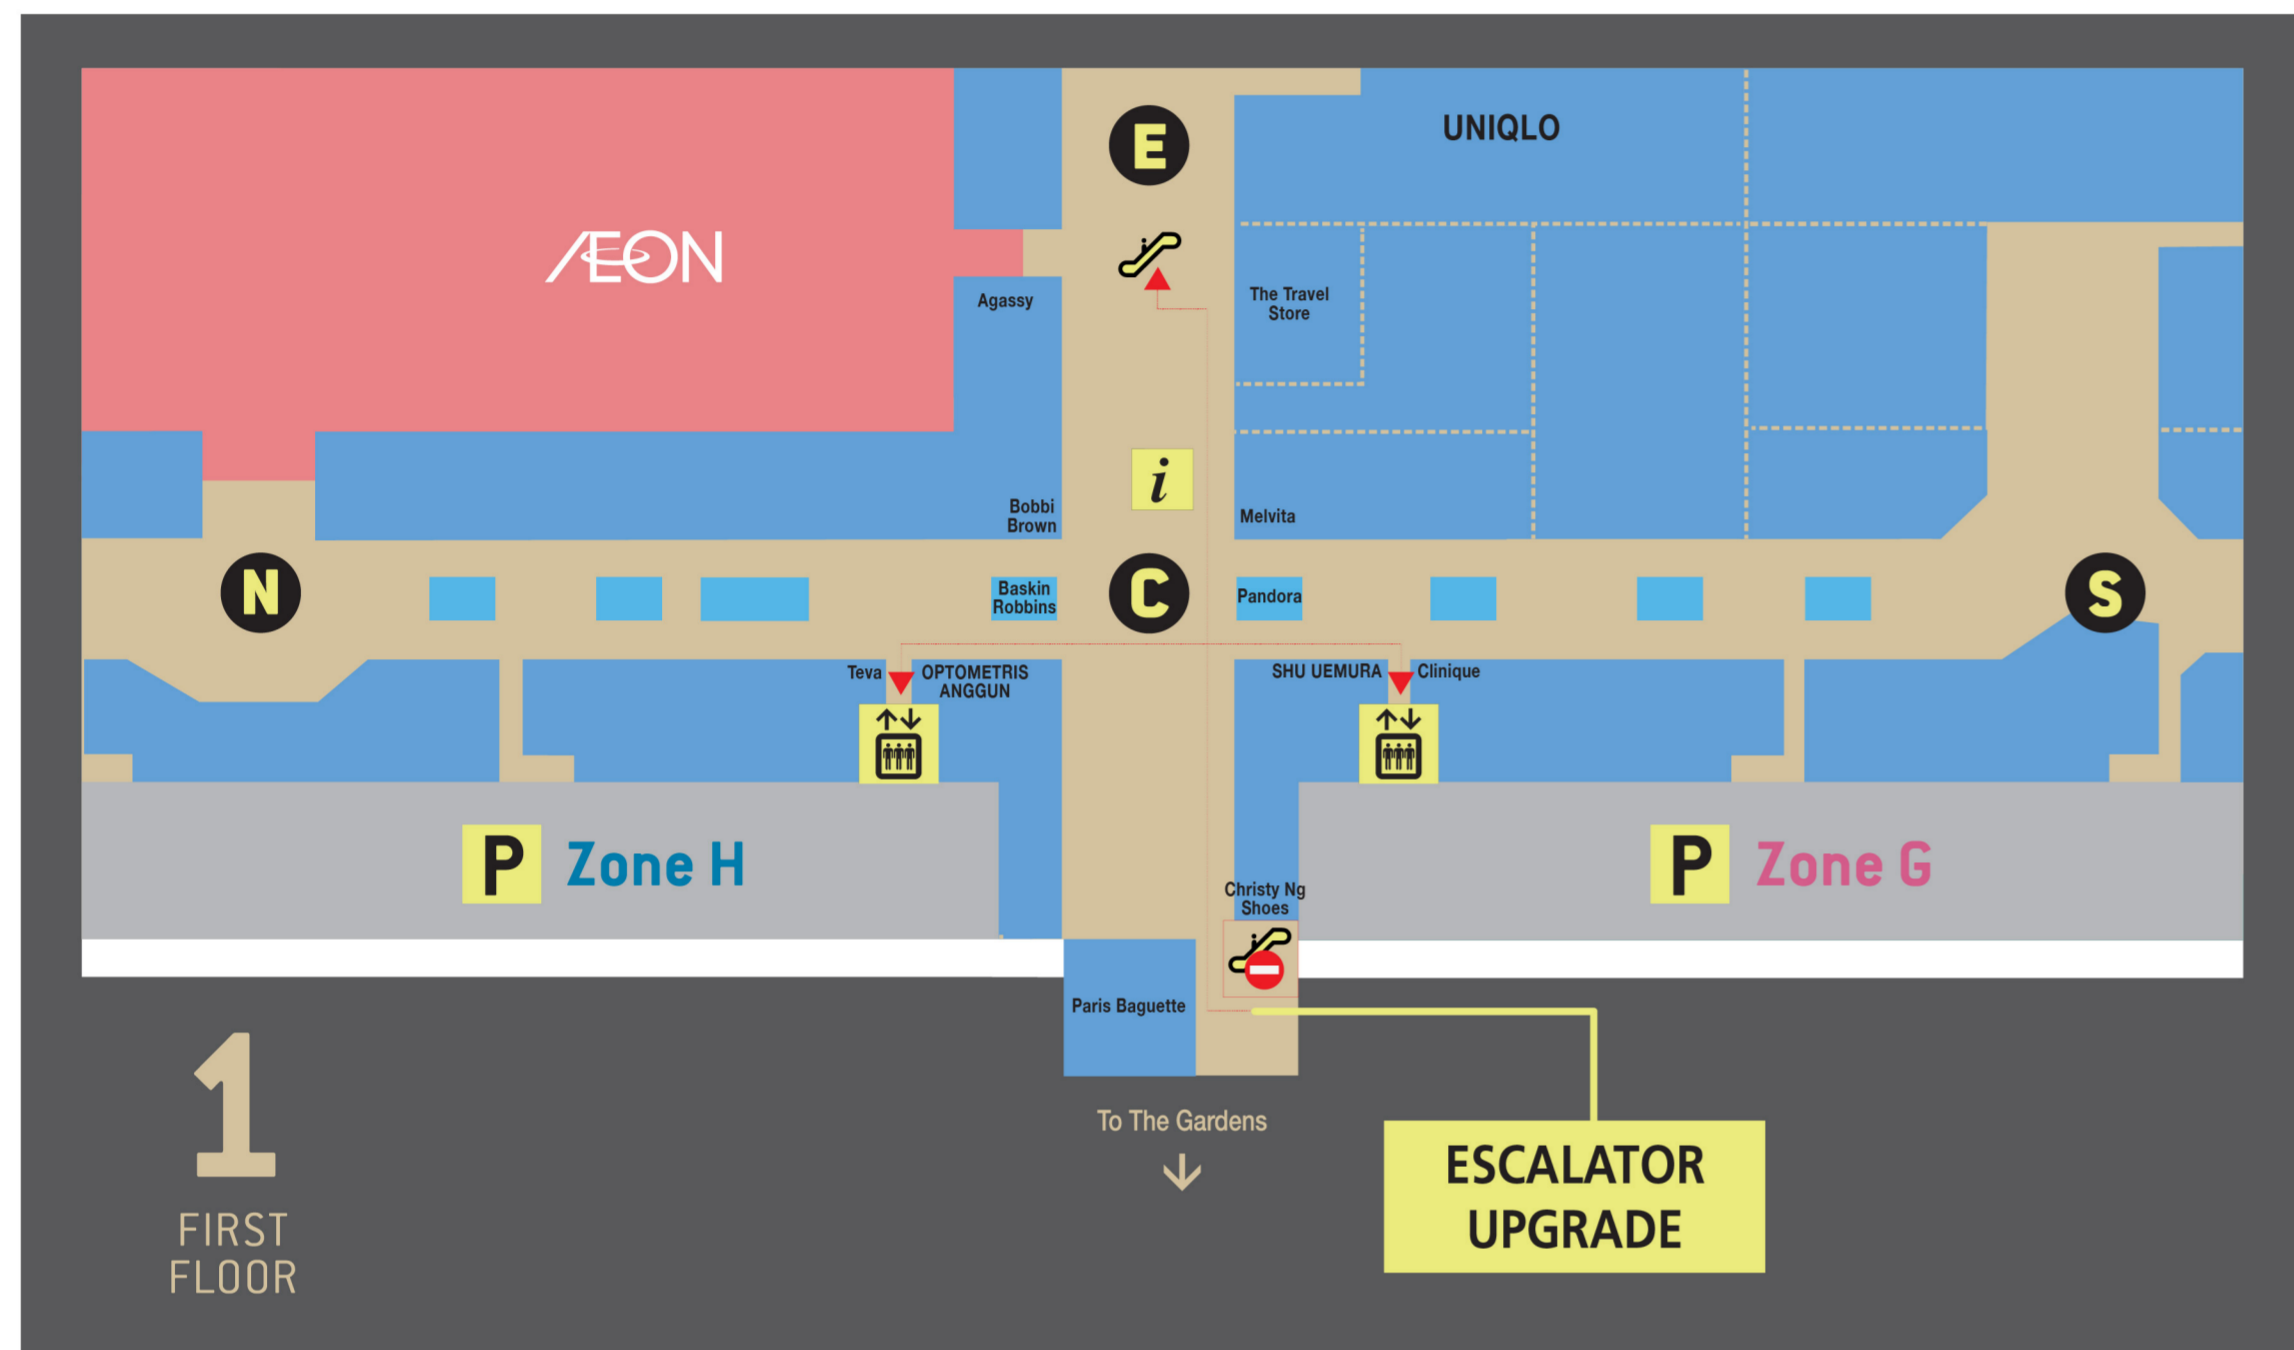 E
UNIQLO
ÆON
Agassy
The Travel
Store
i
Bobbi
Brown
Melvita
N
Baskin
Robbins
C
Pandora
S
Teva
OPTOMETRIS
ANGGUN
SHU UEMURA
Clinique
P Zone H
P Zone G
Christy Ng
Shoes
Paris Baguette
To The Gardens
1
FIRST
FLOOR
ESCALATOR
UPGRADE